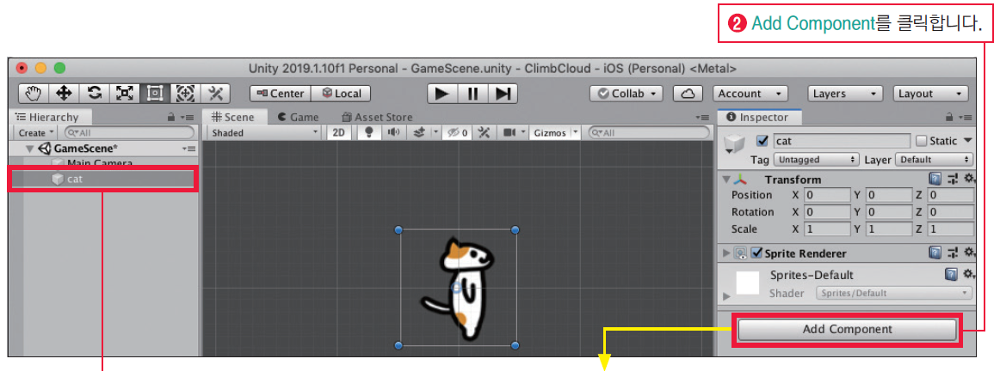 ❷ Add Component를 클릭합니다.
Unity 2019.1.10f1 Personal - GameScene.unity - ClimbCloud - iOS (Personal) <Metal>
Center Local Collab Account Layers Layout
Hierarchy Scene Game Asset Store Inspector
Create All Shaded 2D 0 Gizmos All
cat Static
GameScene*
Tag Untagged Layer Default
Main Camera
cat
Transform
Position X 0 Y 0 Z 0
Rotation X 0 Y 0 Z 0
Scale X 1 Y 1 Z 1
Sprite Renderer
Sprites-Default
Shader Sprites/Default
Add Component